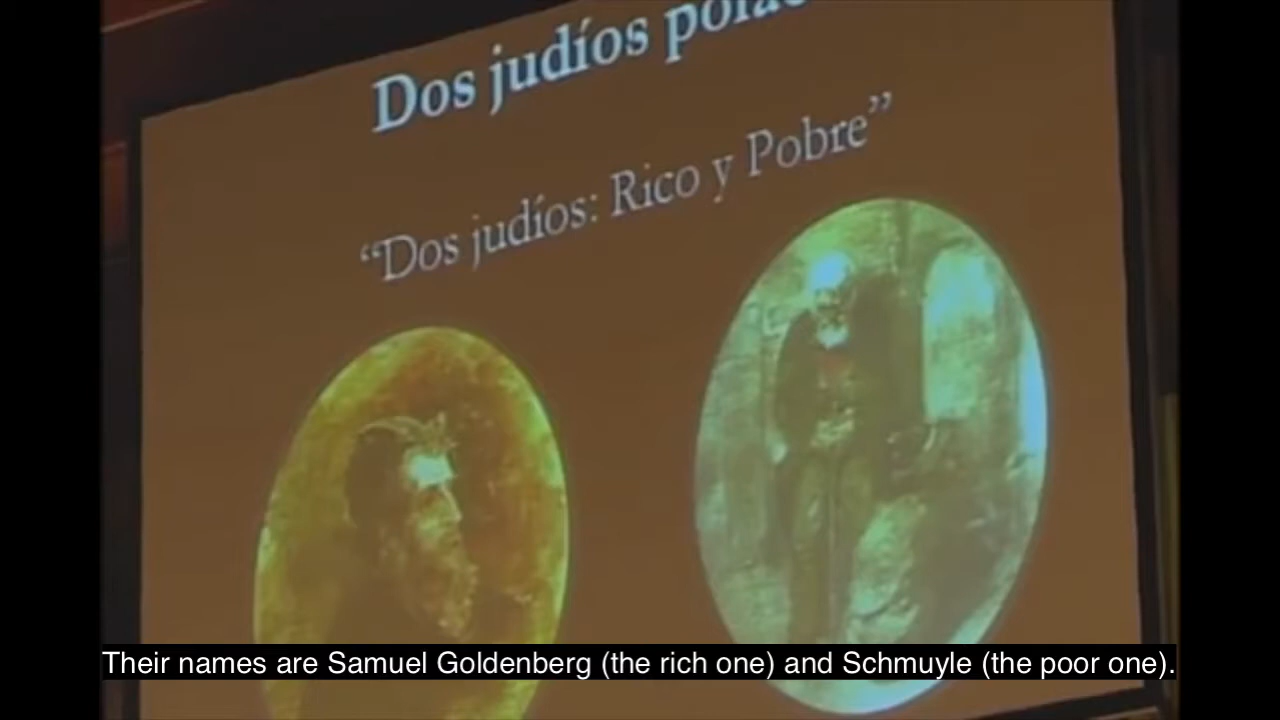 Dos judíos
“Dos judíos: Rico y Pobre”
Their names are Samuel Goldenberg (the rich one) and Schmuyle (the poor one).